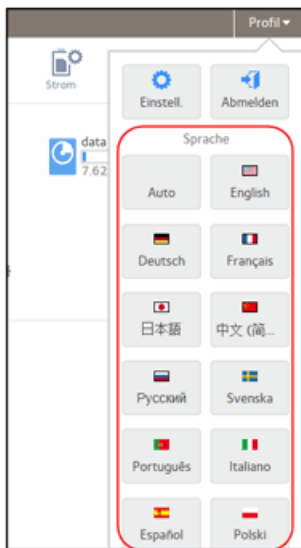 Profil
Strom
Einstell.
Abmelden
data
7.62
Sprache
Auto
English
Deutsch
Français
日本語
中文 (简...
Русский
Svenska
Português
Italiano
Español
Polski